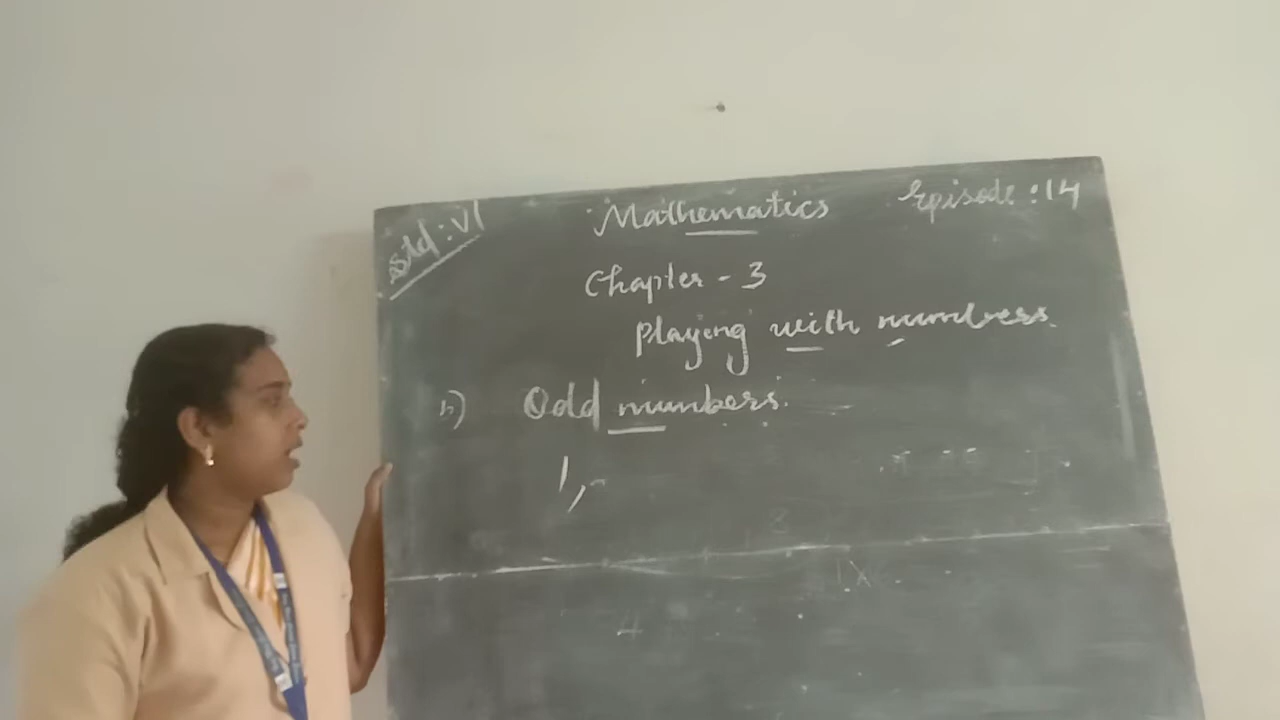 Std : VI
Mathematics
Episode : 14
Chapter - 3
Playing with numbers.
b) Odd numbers.
1,